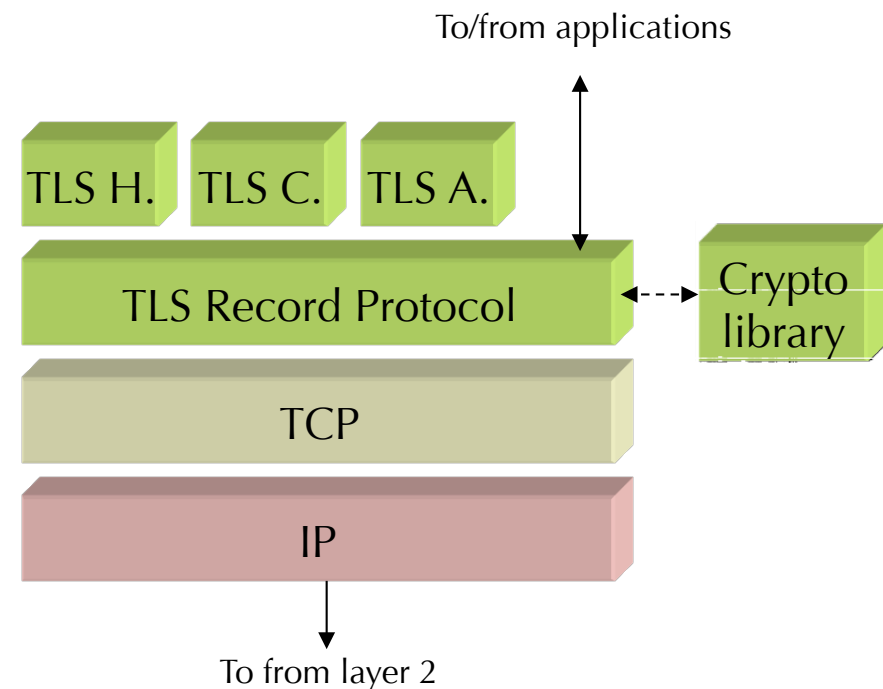 To/from applications
TLS H.
TLS C.
TLS A.
TLS Record Protocol
Crypto
library
TCP
IP
To from layer 2